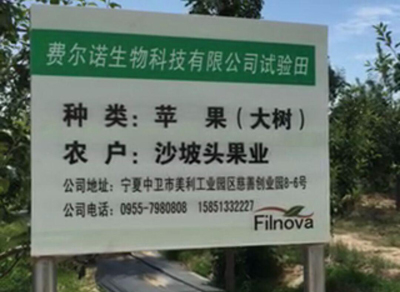 费尔诺生物科技有限公司试验田
种 类：苹 果（大树）
农 户：沙坡头果业
公司地址：宁夏中卫市美利工业园区慈善创业园8-6号
公司电话：0955-7980808 15851332227
Filnova